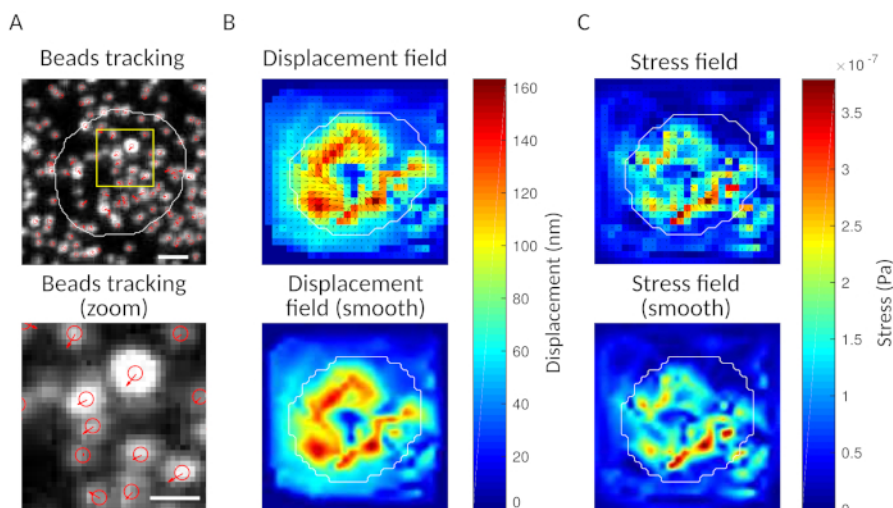 A
B
C
Beads tracking
Displacement field
Stress field
× 10⁻⁷
Beads tracking
(zoom)
Displacement
field (smooth)
Stress field
(smooth)
160
140
120
100
80
60
40
20
0
Displacement (nm)
3.5
3
2.5
2
1.5
1
0.5
0
Stress (Pa)